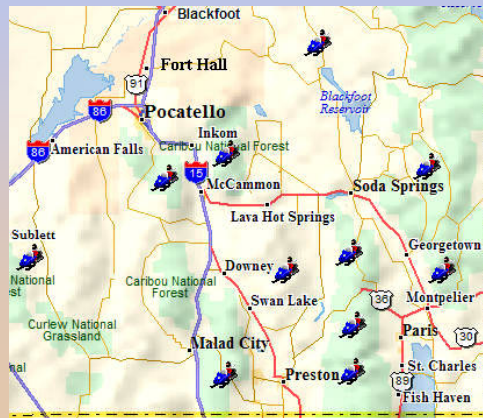 Blackfoot
Reservoir
Fort Hall
91
Blackfoot
Reservoir
86
Pocatello
Inkom
86
American Falls
Caribou National Forest
15
McCammon
Soda Springs
Lava Hot Springs
Sublett
Georgetown
Downey
National
Caribou National
Forest
36
Swan Lake
Montpelier
Curlew National
Grassland
30
Paris
Malad City
St. Charles
Preston
89
Fish Haven